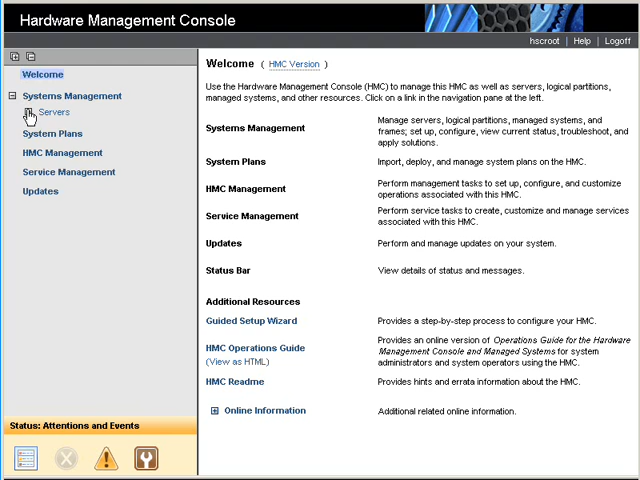 Hardware Management Console
hscroot | Help | Logoff
Welcome
Systems Management
Servers
System Plans
HMC Management
Service Management
Updates
Welcome ( HMC Version )
Use the Hardware Management Console (HMC) to manage this HMC as well as servers, logical partitions,
managed systems, and other resources. Click on a link in the navigation pane at the left.
Systems Management
Manage servers, logical partitions, managed systems, and
frames; set up, configure, view current status, troubleshoot, and
apply solutions.
System Plans
Import, deploy, and manage system plans on the HMC.
HMC Management
Perform management tasks to set up, configure, and customize
operations associated with this HMC.
Service Management
Perform service tasks to create, customize and manage services
associated with this HMC.
Updates
Perform and manage updates on your system.
Status Bar
View details of status and messages.
Additional Resources
Guided Setup Wizard
Provides a step-by-step process to configure your HMC.
HMC Operations Guide
(View as HTML)
Provides an online version of Operations Guide for the Hardware
Management Console and Managed Systems for system
administrators and system operators using the HMC.
HMC Readme
Provides hints and errata information about the HMC.
Online Information
Additional related online information.
Status: Attentions and Events